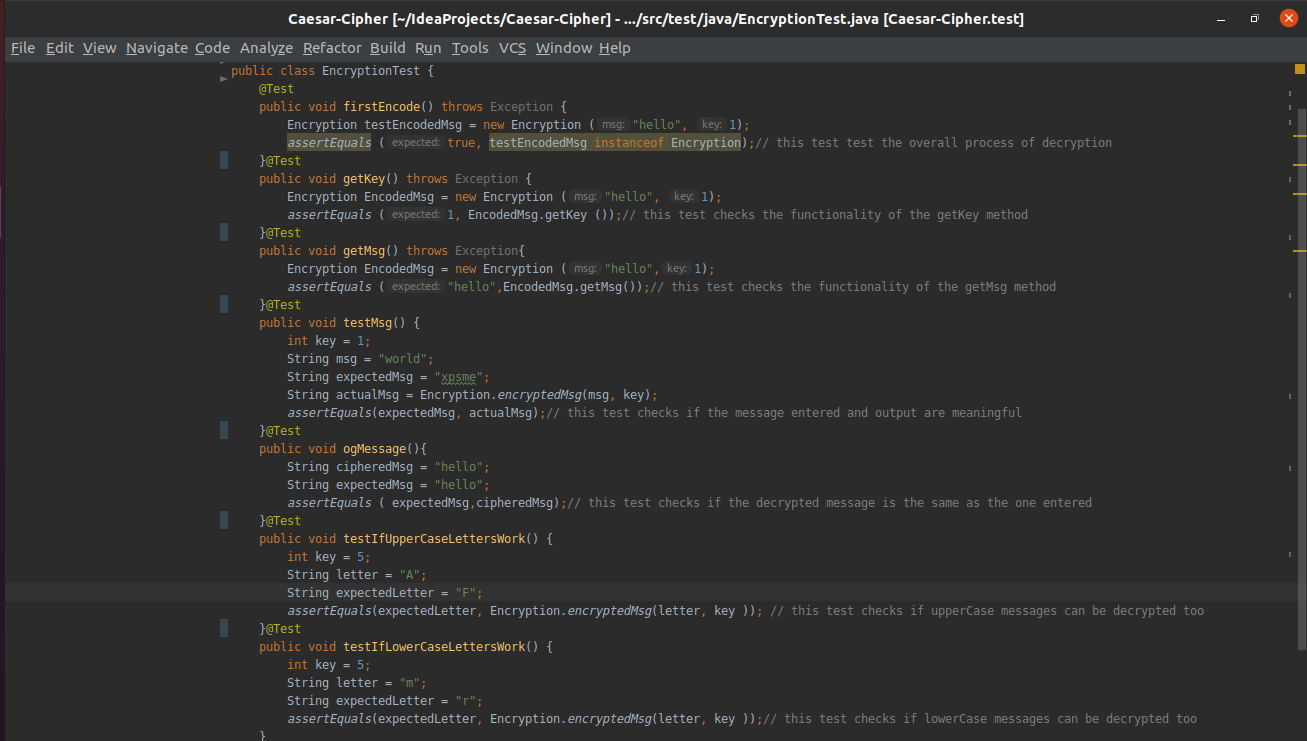 Caesar-Cipher [~/IdeaProjects/Caesar-Cipher] - .../src/test/java/EncryptionTest.java [Caesar-Cipher.test]
File Edit View Navigate Code Analyze Refactor Build Run Tools VCS Window Help
public class EncryptionTest {
@Test
public void firstEncode() throws Exception {
Encryption testEncodedMsg = new Encryption ( msg: "hello", key: 1);
assertEquals ( expected: true, testEncodedMsg instanceof Encryption);// this test test the overall process of decryption
}@Test
public void getKey() throws Exception {
Encryption EncodedMsg = new Encryption ( msg: "hello", key: 1);
assertEquals ( expected: 1, EncodedMsg.getKey ());// this test checks the functionality of the getKey method
}@Test
public void getMsg() throws Exception{
Encryption EncodedMsg = new Encryption ( msg: "hello", key: 1);
assertEquals ( expected: "hello",EncodedMsg.getMsg());// this test checks the functionality of the getMsg method
}@Test
public void testMsg() {
int key = 1;
String msg = "world";
String expectedMsg = "xpsme";
String actualMsg = Encryption.encryptedMsg(msg, key);
assertEquals(expectedMsg, actualMsg);// this test checks if the message entered and output are meaningful
}@Test
public void ogMessage(){
String cipheredMsg = "hello";
String expectedMsg = "hello";
assertEquals ( expectedMsg,cipheredMsg);// this test checks if the decrypted message is the same as the one entered
}@Test
public void testIfUpperCaseLettersWork() {
int key = 5;
String letter = "A";
String expectedLetter = "F";
assertEquals(expectedLetter, Encryption.encryptedMsg(letter, key )); // this test checks if upperCase messages can be decrypted too
}@Test
public void testIfLowerCaseLettersWork() {
int key = 5;
String letter = "m";
String expectedLetter = "r";
assertEquals(expectedLetter, Encryption.encryptedMsg(letter, key ));// this test checks if lowerCase messages can be decrypted too
}